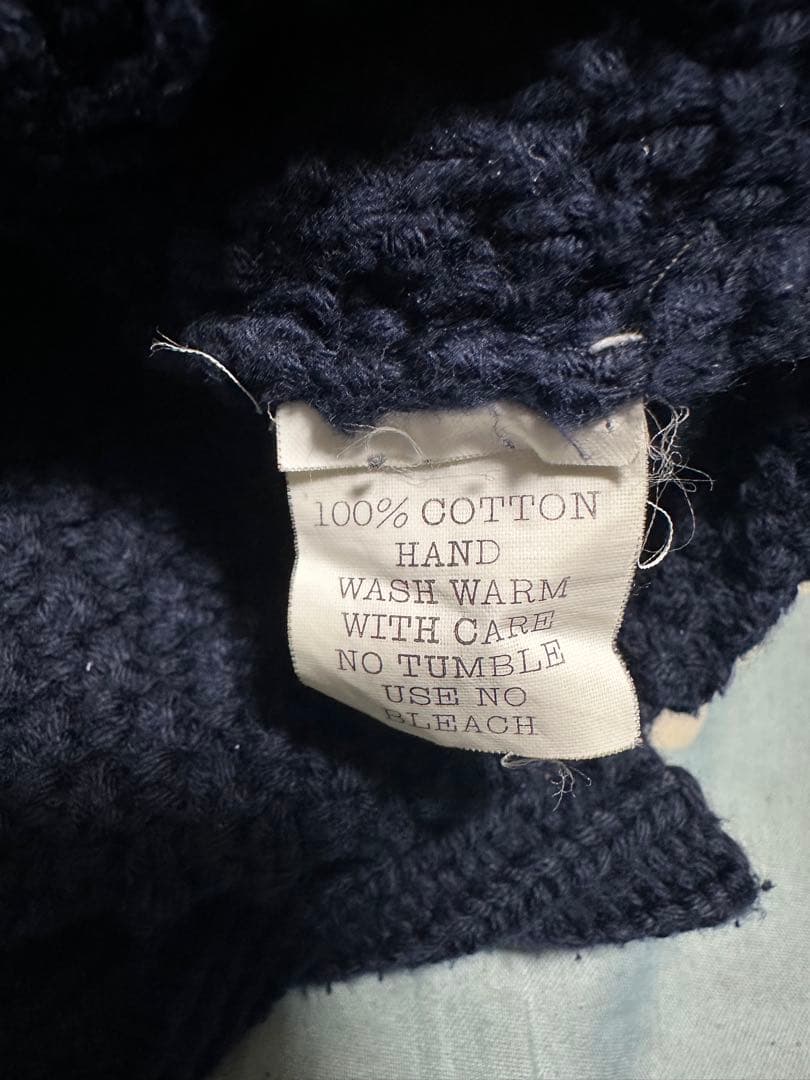 100% COTTON
HAND
WASH WARM
WITH CARE
NO TUMBLE
USE NO
BLEACH